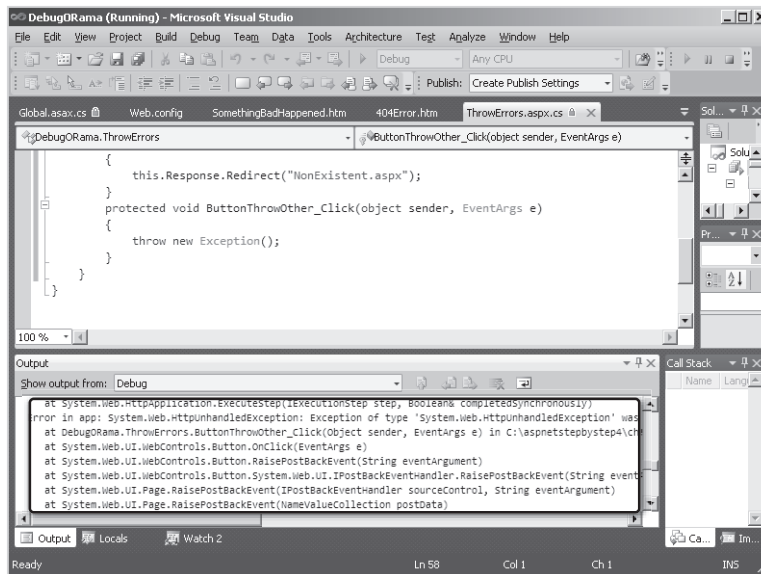 DebugORama (Running) - Microsoft Visual Studio
File Edit View Project Build Debug Team Data Tools Architecture Test Analyze Window Help
Debug Any CPU
Publish: Create Publish Settings
Global.asax.cs Web.config SomethingBadHappened.htm 404Error.htm ThrowErrors.aspx.cs Sol...
DebugORama.ThrowErrors ButtonThrowOther_Click(object sender, EventArgs e)
Solu
{
this.Response.Redirect("NonExistent.aspx");
}
protected void ButtonThrowOther_Click(object sender, EventArgs e)
{
throw new Exception();
}
}
}
Pr...
100 %
Output
Show output from: Debug
at System.Web.HttpApplication.ExecuteStep(IExecutionStep step, Boolean& completedSynchronously)
Error in app: System.Web.HttpUnhandledException: Exception of type 'System.Web.HttpUnhandledException' was
at DebugORama.ThrowErrors.ButtonThrowOther_Click(Object sender, EventArgs e) in C:\aspnetstepbystep4\ch
at System.Web.UI.WebControls.Button.OnClick(EventArgs e)
at System.Web.UI.WebControls.Button.RaisePostBackEvent(String eventArgument)
at System.Web.UI.WebControls.Button.System.Web.UI.IPostBackEventHandler.RaisePostBackEvent(String event
at System.Web.UI.Page.RaisePostBackEvent(IPostBackEventHandler sourceControl, String eventArgument)
at System.Web.UI.Page.RaisePostBackEvent(NameValueCollection postData)
Call Stack
Name Langu
Output Locals Watch 2
Ca... Im...
Ready Ln 58 Col 1 Ch 1 INS